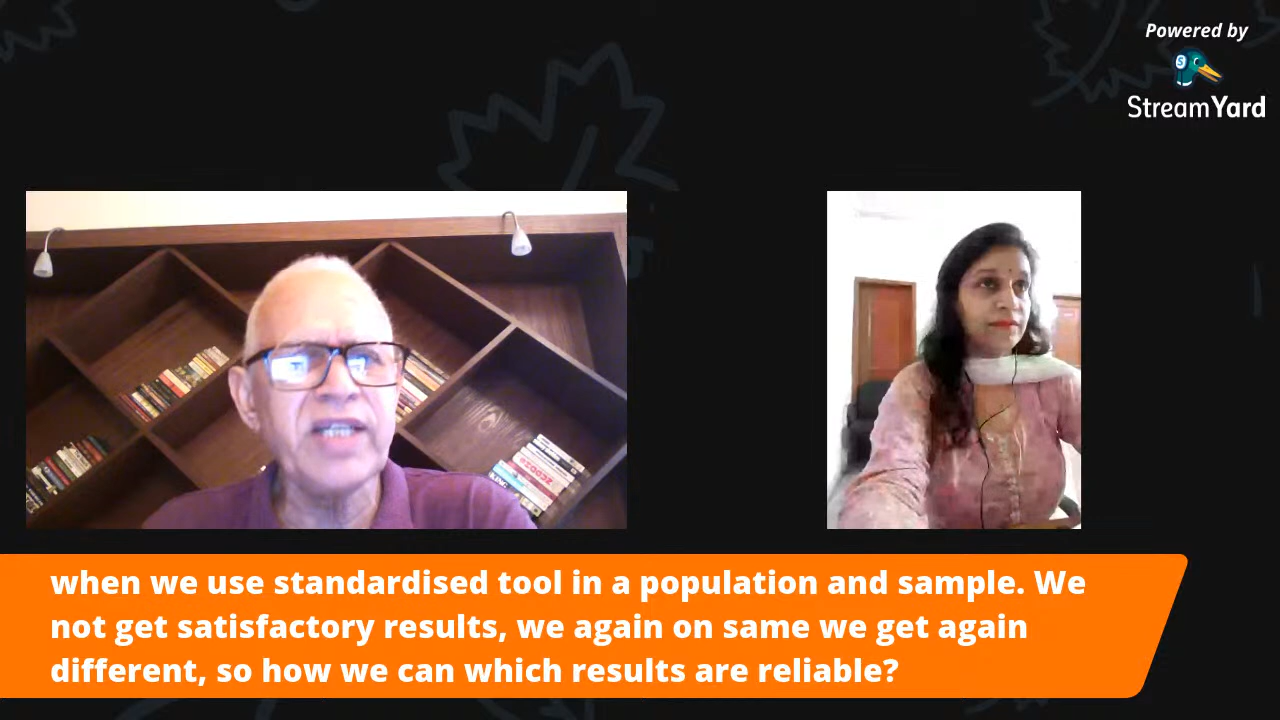 Powered by
StreamYard
when we use standardised tool in a population and sample. We
not get satisfactory results, we again on same we get again
different, so how we can which results are reliable?